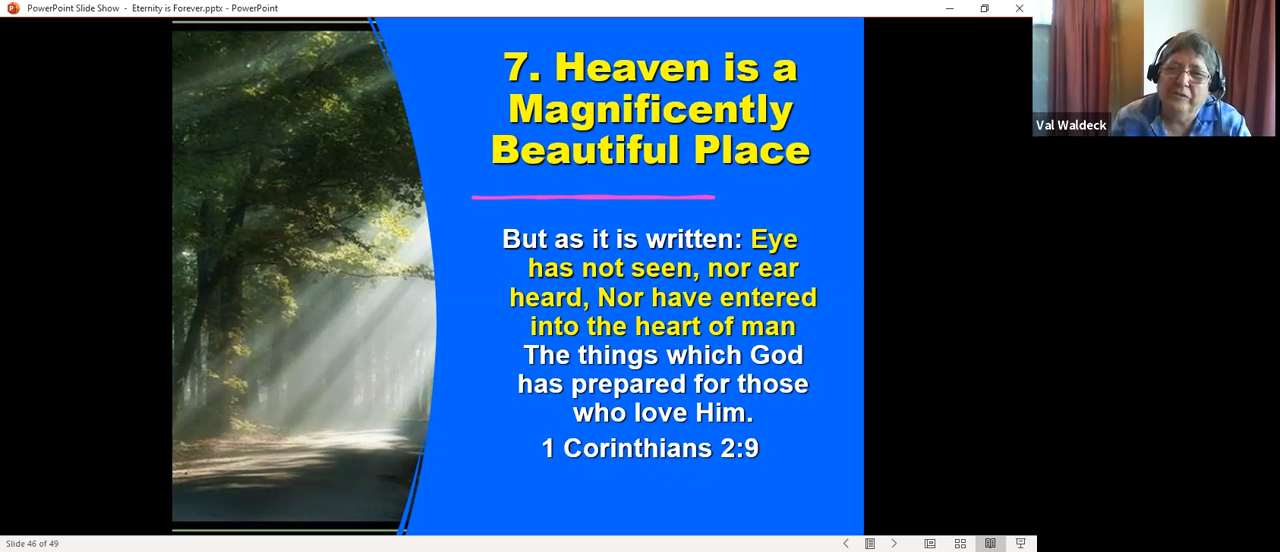 PowerPoint Slide Show - Eternity is Forever.pptx - PowerPoint
7. Heaven is a
Magnificently
Beautiful Place
But as it is written: Eye
has not seen, nor ear
heard, Nor have entered
into the heart of man
The things which God
has prepared for those
who love Him.
1 Corinthians 2:9
Val Waldeck
Slide 46 of 49